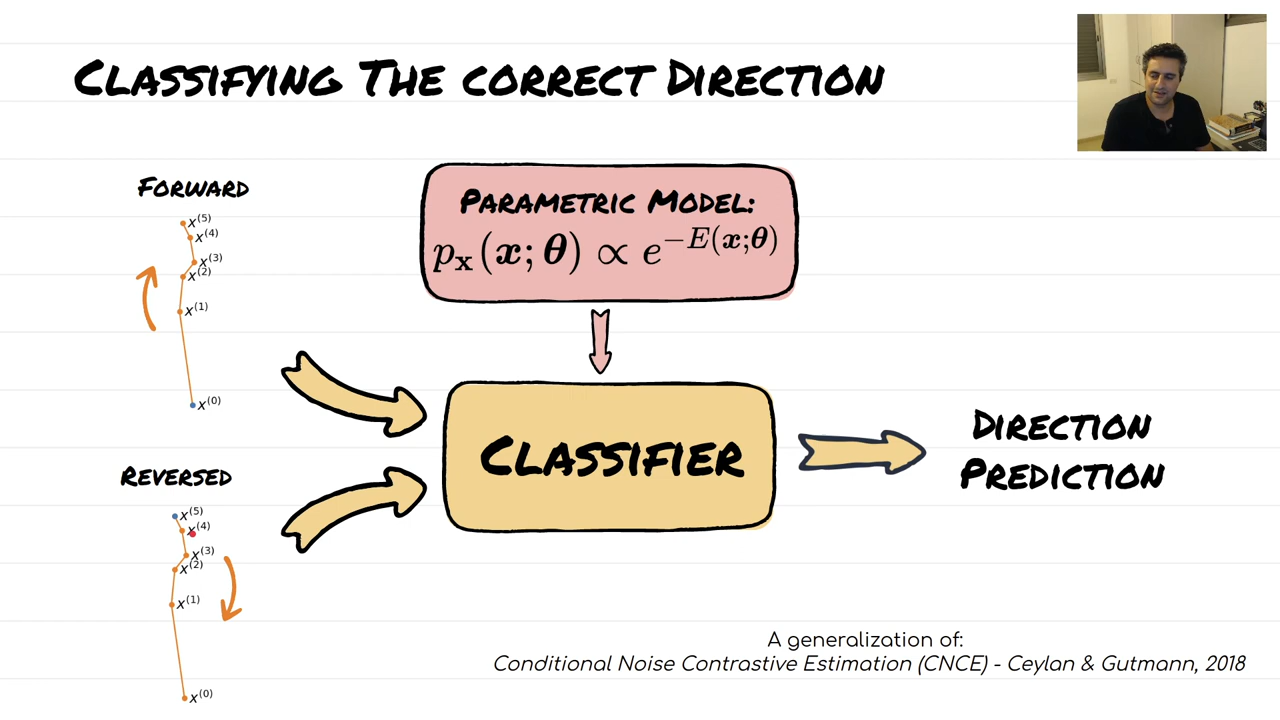 CLASSIFYING THE CORRECT DIRECTION
FORWARD
x(5)
x(4)
x(3)
x(2)
x(1)
x(0)
PARAMETRIC MODEL:
p_x(x; θ) ∝ e^{−E(x;θ)}
CLASSIFIER
DIRECTION
PREDICTION
REVERSED
x(5)
x(4)
x(3)
x(2)
x(1)
x(0)
A generalization of:
Conditional Noise Contrastive Estimation (CNCE) - Ceylan & Gutmann, 2018